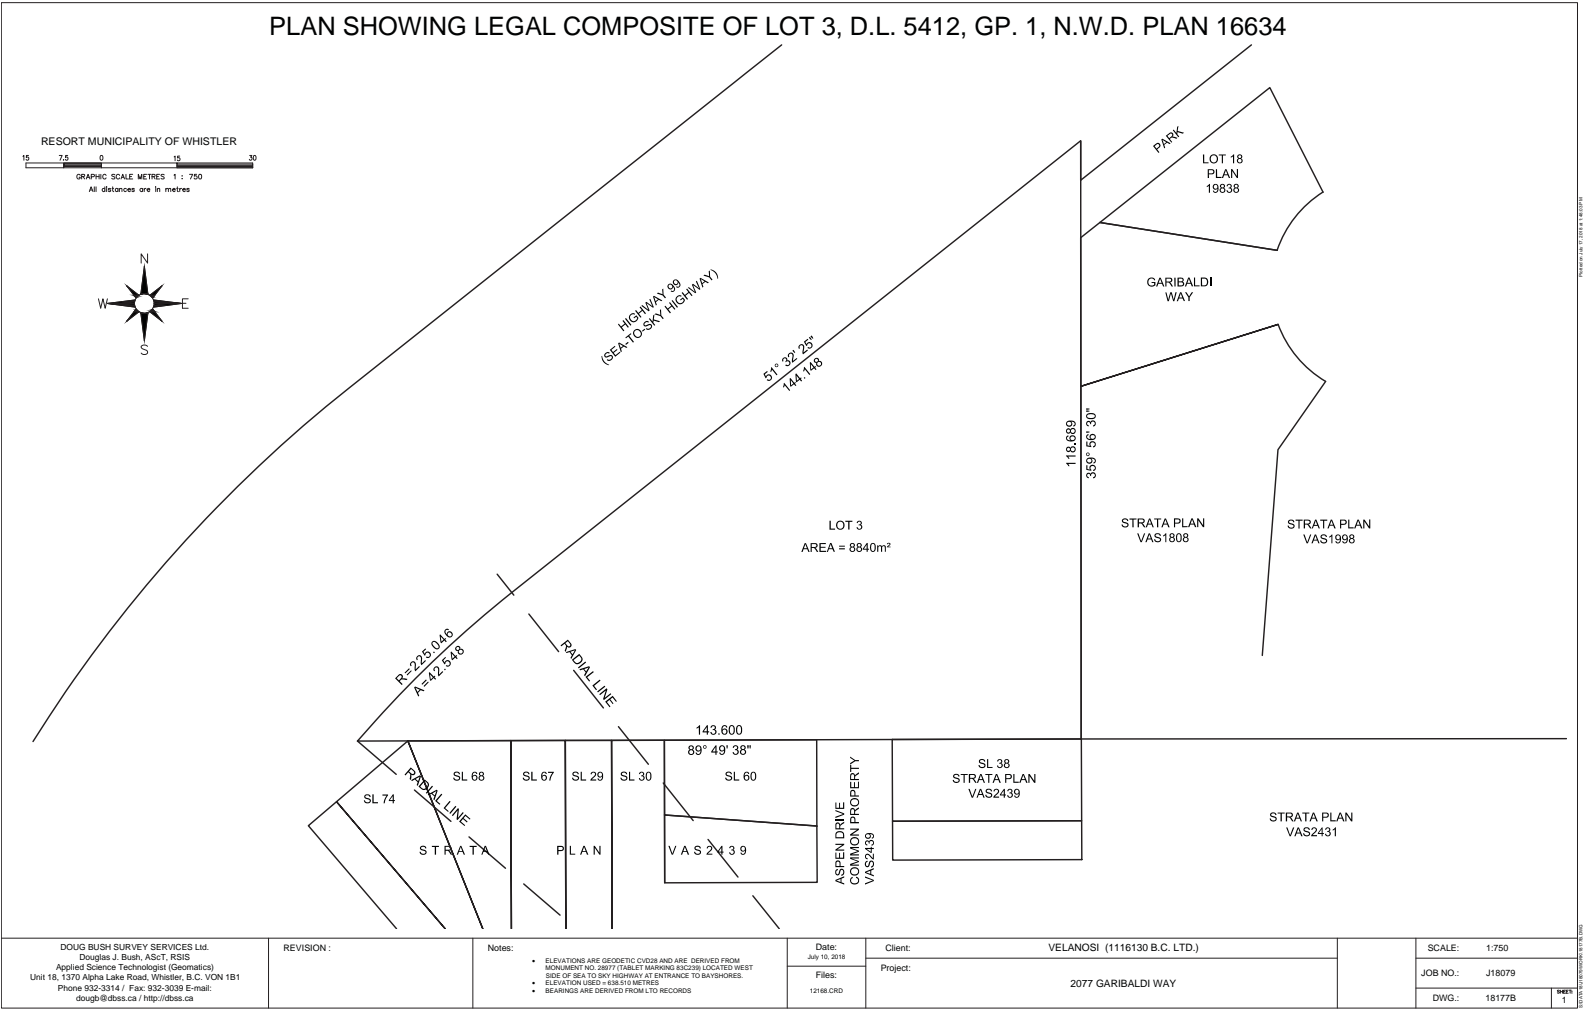 PLAN SHOWING LEGAL COMPOSITE OF LOT 3, D.L. 5412, GP. 1, N.W.D. PLAN 16634
RESORT MUNICIPALITY OF WHISTLER
15 7.5 0 15 30
GRAPHIC SCALE METRES 1 : 750
All distances are in metres
N
W E
S
HIGHWAY 99
(SEA-TO-SKY HIGHWAY)
PARK
LOT 18
PLAN
19838
GARIBALDI
WAY
51° 32' 25"
144.148
118.689
359° 56' 30"
LOT 3
AREA = 8840m²
STRATA PLAN
VAS1808
STRATA PLAN
VAS1998
R=225.046
A=42.548
RADIAL LINE
143.600
89° 49' 38"
RADIAL LINE
SL 74
SL 68
SL 67
SL 29
SL 30
SL 60
STRATA PLAN VAS2439
ASPEN DRIVE
COMMON PROPERTY
VAS2439
SL 38
STRATA PLAN
VAS2439
STRATA PLAN
VAS2431
DOUG BUSH SURVEY SERVICES Ltd.
Douglas J. Bush, AScT, RSIS
Applied Science Technologist (Geomatics)
Unit 18, 1370 Alpha Lake Road, Whistler, B.C. VON 1B1
Phone 932-3314 / Fax: 932-3039 E-mail:
dougb@dbss.ca / http://dbss.ca
REVISION :
Notes:
• ELEVATIONS ARE GEODETIC CVD28 AND ARE DERIVED FROM
MONUMENT NO. 28977 (TABLET MARKING 83C239) LOCATED WEST
SIDE OF SEA TO SKY HIGHWAY AT ENTRANCE TO BAYSHORES.
• ELEVATION USED = 638.510 METRES
• BEARINGS ARE DERIVED FROM LTO RECORDS
Date:
July 10, 2018
Files:
12168.CRD
Client:
VELANOSI (1116130 B.C. LTD.)
Project:
2077 GARIBALDI WAY
SCALE: 1:750
JOB NO.: J18079
DWG.: 18177B
SHEET:
1